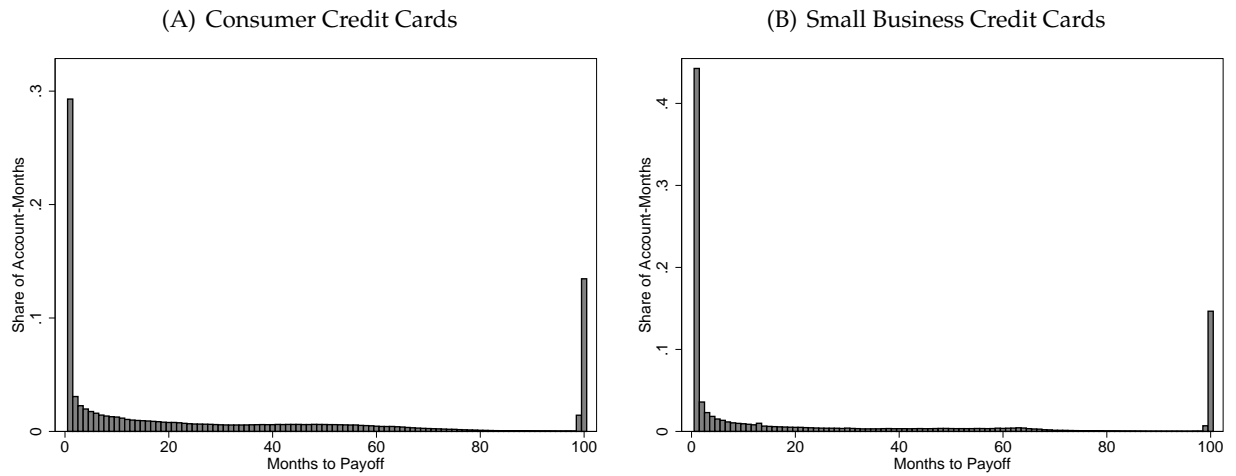 (A) Consumer Credit Cards
.3
.2
.1
0
Share of Account-Months
0 20 40 60 80 100
Months to Payoff
(B) Small Business Credit Cards
.4
.3
.2
.1
0
Share of Account-Months
0 20 40 60 80 100
Months to Payoff